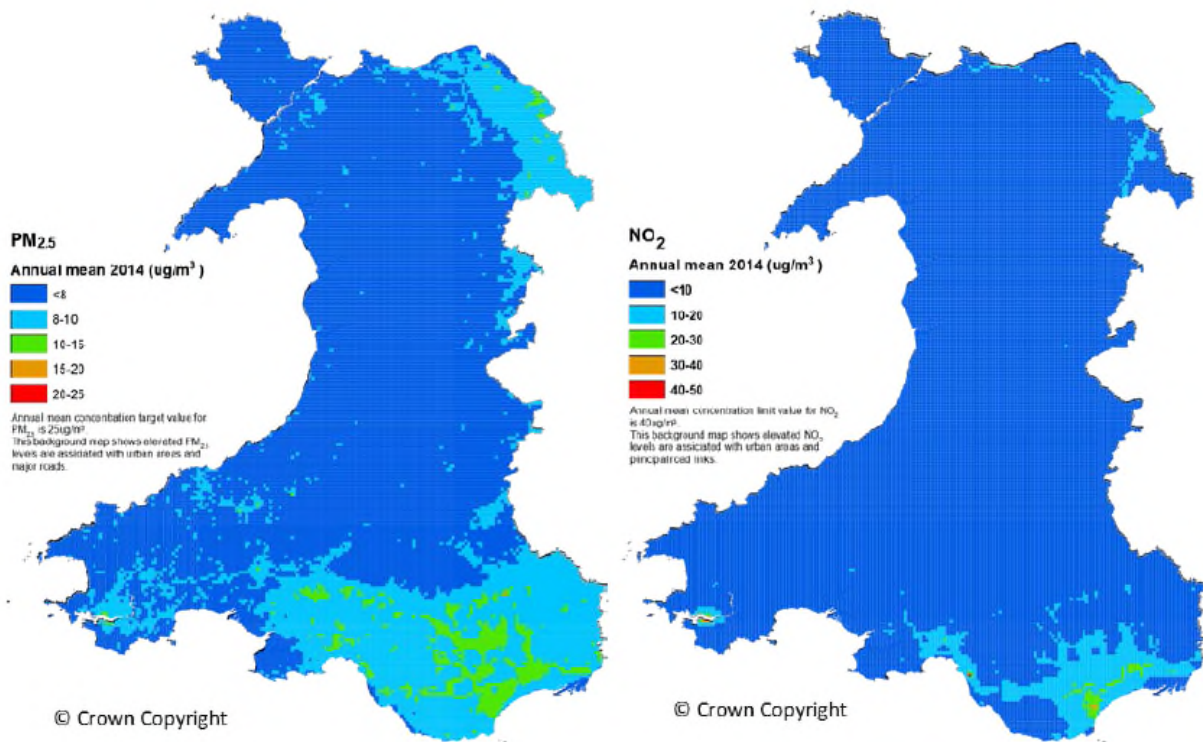 PM2.5
Annual mean 2014 (ug/m³)
<8
8-10
10-15
15-20
20-25
Annual mean concentration target value for
PM2.5 is 25ug/m³
This background map shows elevated PM2.5
levels are assiciated with urban areas and
major roads.
© Crown Copyright
NO2
Annual mean 2014 (ug/m³)
<10
10-20
20-30
30-40
40-50
Annual mean concentration limit value for NO2
is 40ug/m³.
This background map shows elevated NO2
levels are assiciated with urban areas and
principal road links.
© Crown Copyright